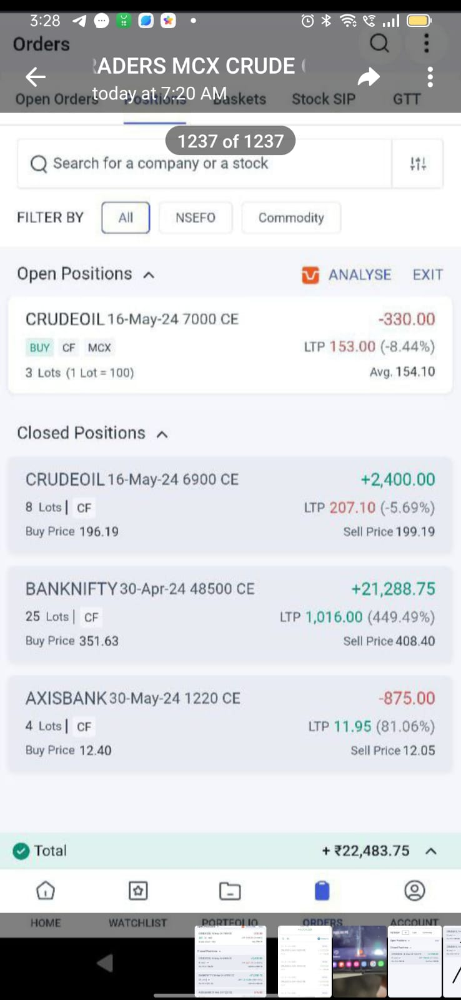 3:28
Orders
ADERS MCX CRUDE
today at 7:20 AM
Open Orders Positions Baskets Stock SIP GTT
1237 of 1237
Search for a company or a stock
FILTER BY All NSEFO Commodity
Open Positions ANALYSE EXIT
CRUDEOIL 16-May-24 7000 CE -330.00
BUY CF MCX LTP 153.00 (-8.44%)
3 Lots (1 Lot = 100) Avg. 154.10
Closed Positions
CRUDEOIL 16-May-24 6900 CE +2,400.00
8 Lots | CF LTP 207.10 (-5.69%)
Buy Price 196.19 Sell Price 199.19
BANKNIFTY 30-Apr-24 48500 CE +21,288.75
25 Lots | CF LTP 1,016.00 (449.49%)
Buy Price 351.63 Sell Price 408.40
AXISBANK 30-May-24 1220 CE -875.00
4 Lots | CF LTP 11.95 (81.06%)
Buy Price 12.40 Sell Price 12.05
Total + ₹22,483.75
HOME WATCHLIST PORTFOLIO ORDERS ACCOUNT